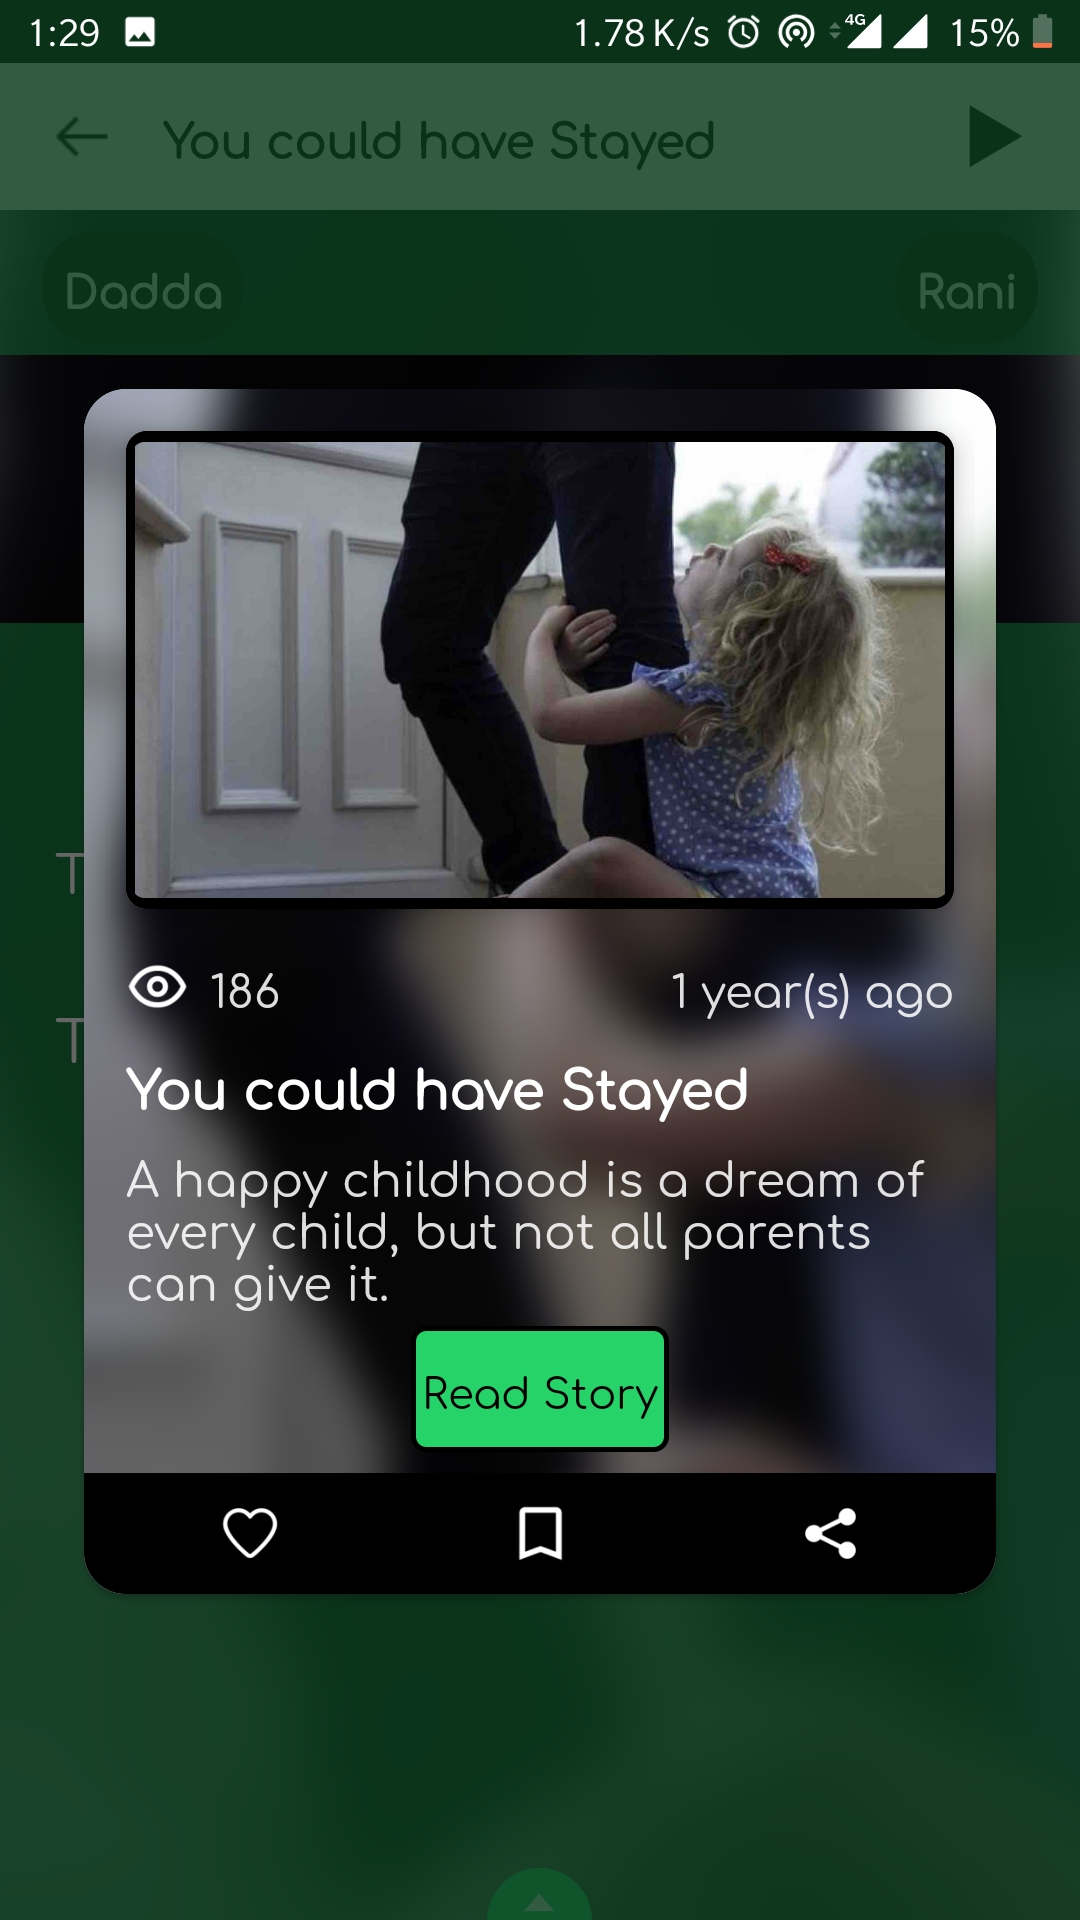 1:29 1.78 K/s 4G 15%
You could have Stayed
Dadda Rani
186 1 year(s) ago
You could have Stayed
A happy childhood is a dream of
every child, but not all parents
can give it.
Read Story